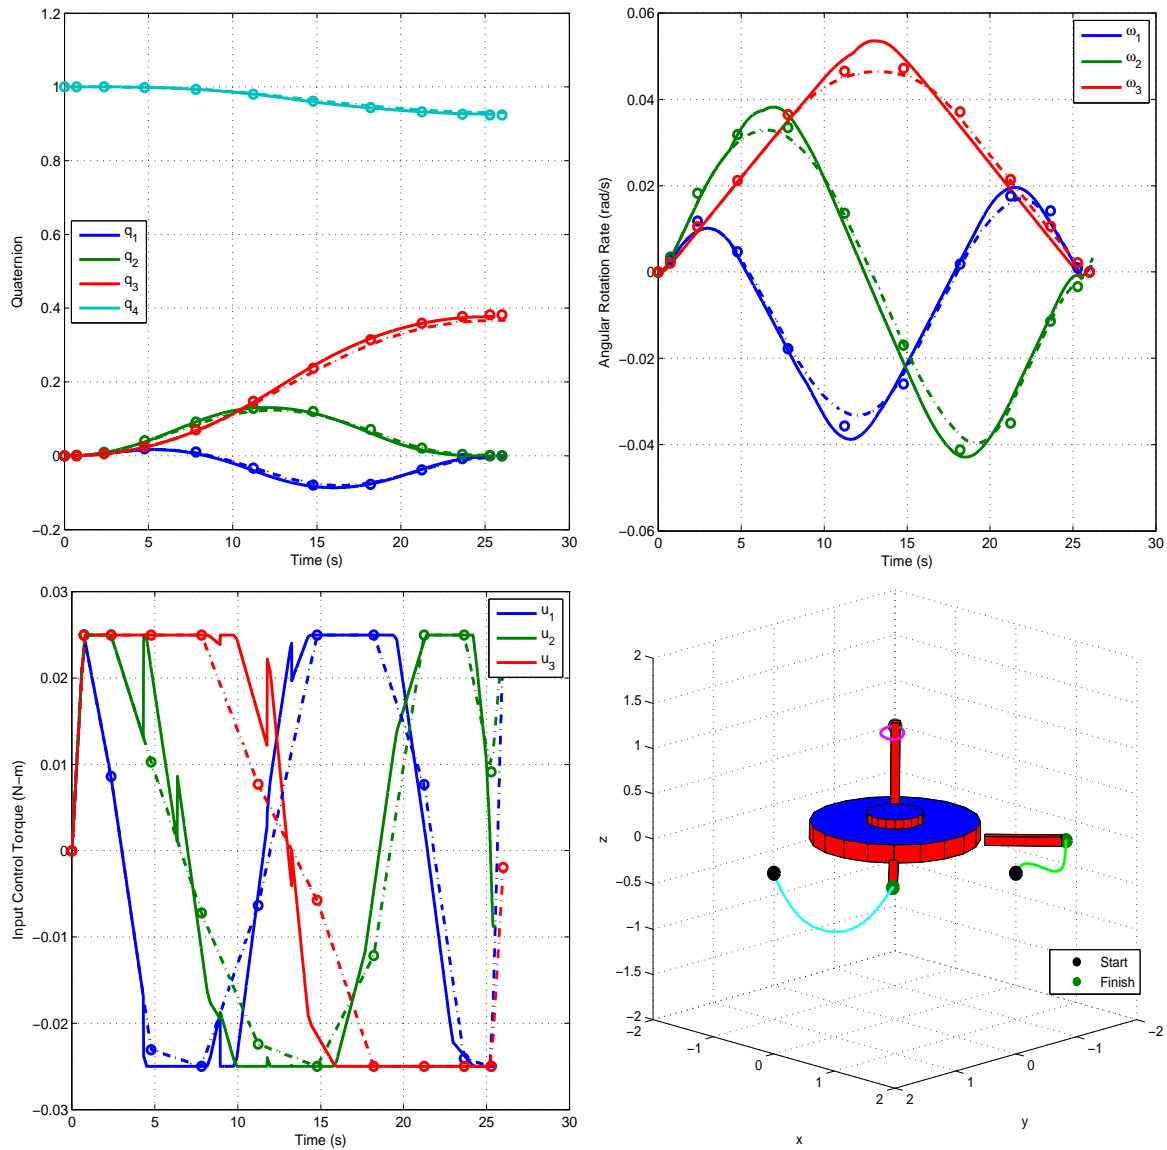 1.2
1
0.8
0.6
0.4
0.2
0
−0.2
Quaternion
q1
q2
q3
q4
0 5 10 15 20 25 30
Time (s)
0.06
0.04
0.02
0
−0.02
−0.04
−0.06
Angular Rotation Rate (rad/s)
ω1
ω2
ω3
0 5 10 15 20 25 30
Time (s)
0.03
0.02
0.01
0
−0.01
−0.02
−0.03
Input Control Torque (N−m)
u1
u2
u3
0 5 10 15 20 25 30
Time (s)
2
1.5
1
0.5
0
−0.5
−1
−1.5
−2
z
−2 −1 0 1 2
x
2 1 0 −1 −2
y
Start
Finish